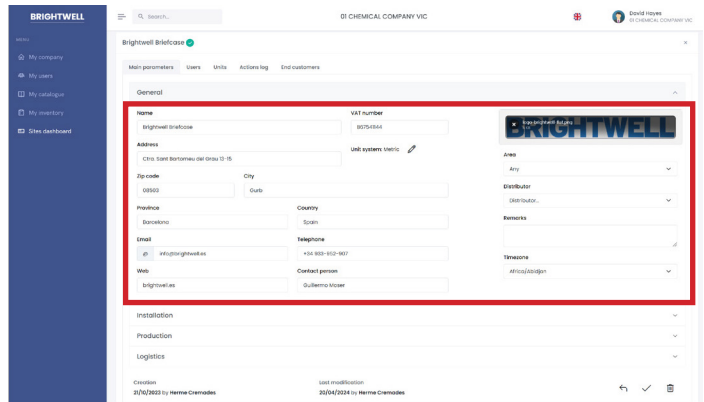 BRIGHTWELL
Search...
01 CHEMICAL COMPANY VIC
David Hayes
01 CHEMICAL COMPANY VIC
MENU
My company
My users
My catalogue
My inventory
Sites dashboard
Brightwell Briefcase
×
Main parameters Users Units Actions log End customers
General
Name
Brightwell Briefcase
VAT number
B67541144
Address
Ctra. Sant Bartomeu del Grau 13-15
Unit system: Metric
BRIGHTWELL
Zip code
08503
City
Gurb
Area
Any
Province
Barcelona
Country
Spain
Distributor
Distributor...
Email
@ info@brightwell.es
Telephone
+34 933-952-907
Remarks
Web
brightwell.es
Contact person
Guillermo Moser
Timezone
Africa/Abidjan
Installation
Production
Logistics
Creation
31/10/2023 by Herme Cremades
Last modification
20/04/2024 by Herme Cremades